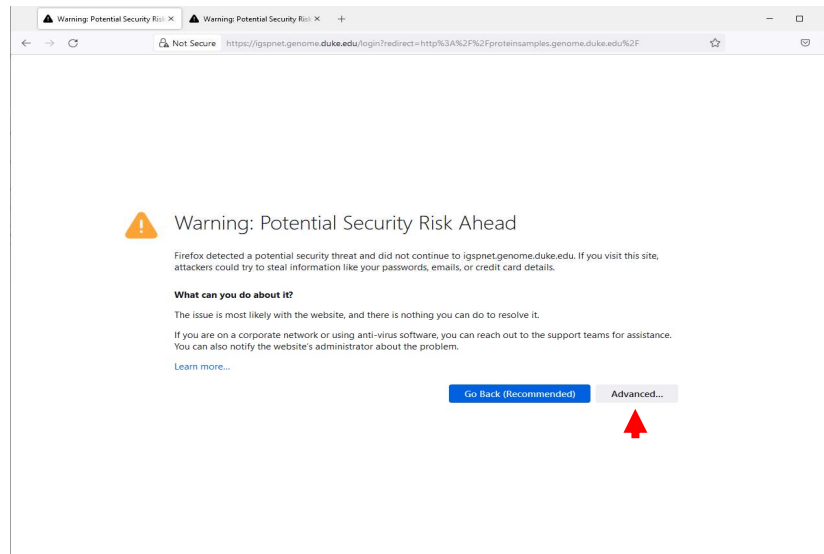 Warning: Potential Security Ris
Warning: Potential Security Ris
Not Secure https://igspnet.genome.duke.edu/login?redirect=http%3A%2F%2Fproteinsamples.genome.duke.edu%2F
Warning: Potential Security Risk Ahead
Firefox detected a potential security threat and did not continue to igspnet.genome.duke.edu. If you visit this site,
attackers could try to steal information like your passwords, emails, or credit card details.
What can you do about it?
The issue is most likely with the website, and there is nothing you can do to resolve it.
If you are on a corporate network or using anti-virus software, you can reach out to the support teams for assistance.
You can also notify the website's administrator about the problem.
Learn more...
Go Back (Recommended) Advanced...